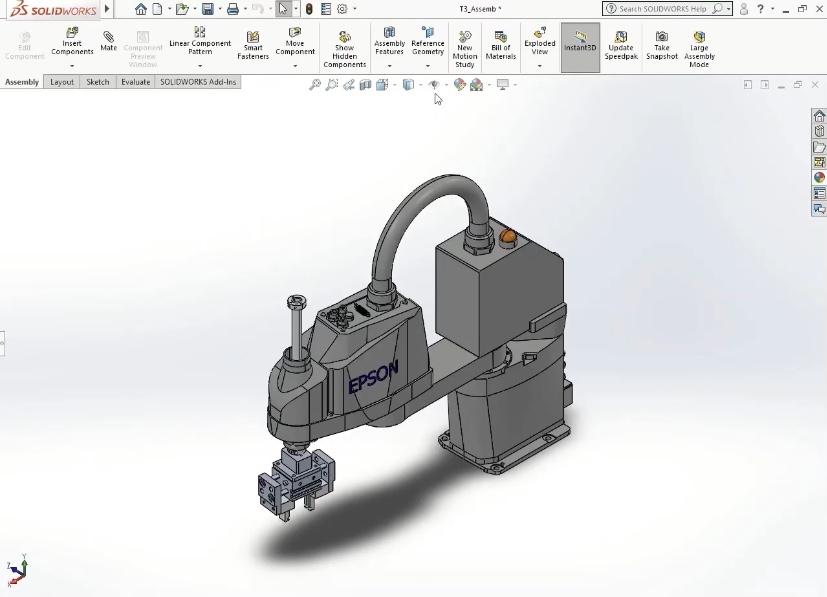 SOLIDWORKS
T3_Assemb *
Search SOLIDWORKS Help
?
Edit Component
Insert Components
Mate
Component Preview Window
Linear Component Pattern
Smart Fasteners
Move Component
Show Hidden Components
Assembly Features
Reference Geometry
New Motion Study
Bill of Materials
Exploded View
Instant3D
Update Speedpak
Take Snapshot
Large Assembly Mode
Assembly
Layout
Sketch
Evaluate
SOLIDWORKS Add-Ins
EPSON
Y
Z
X